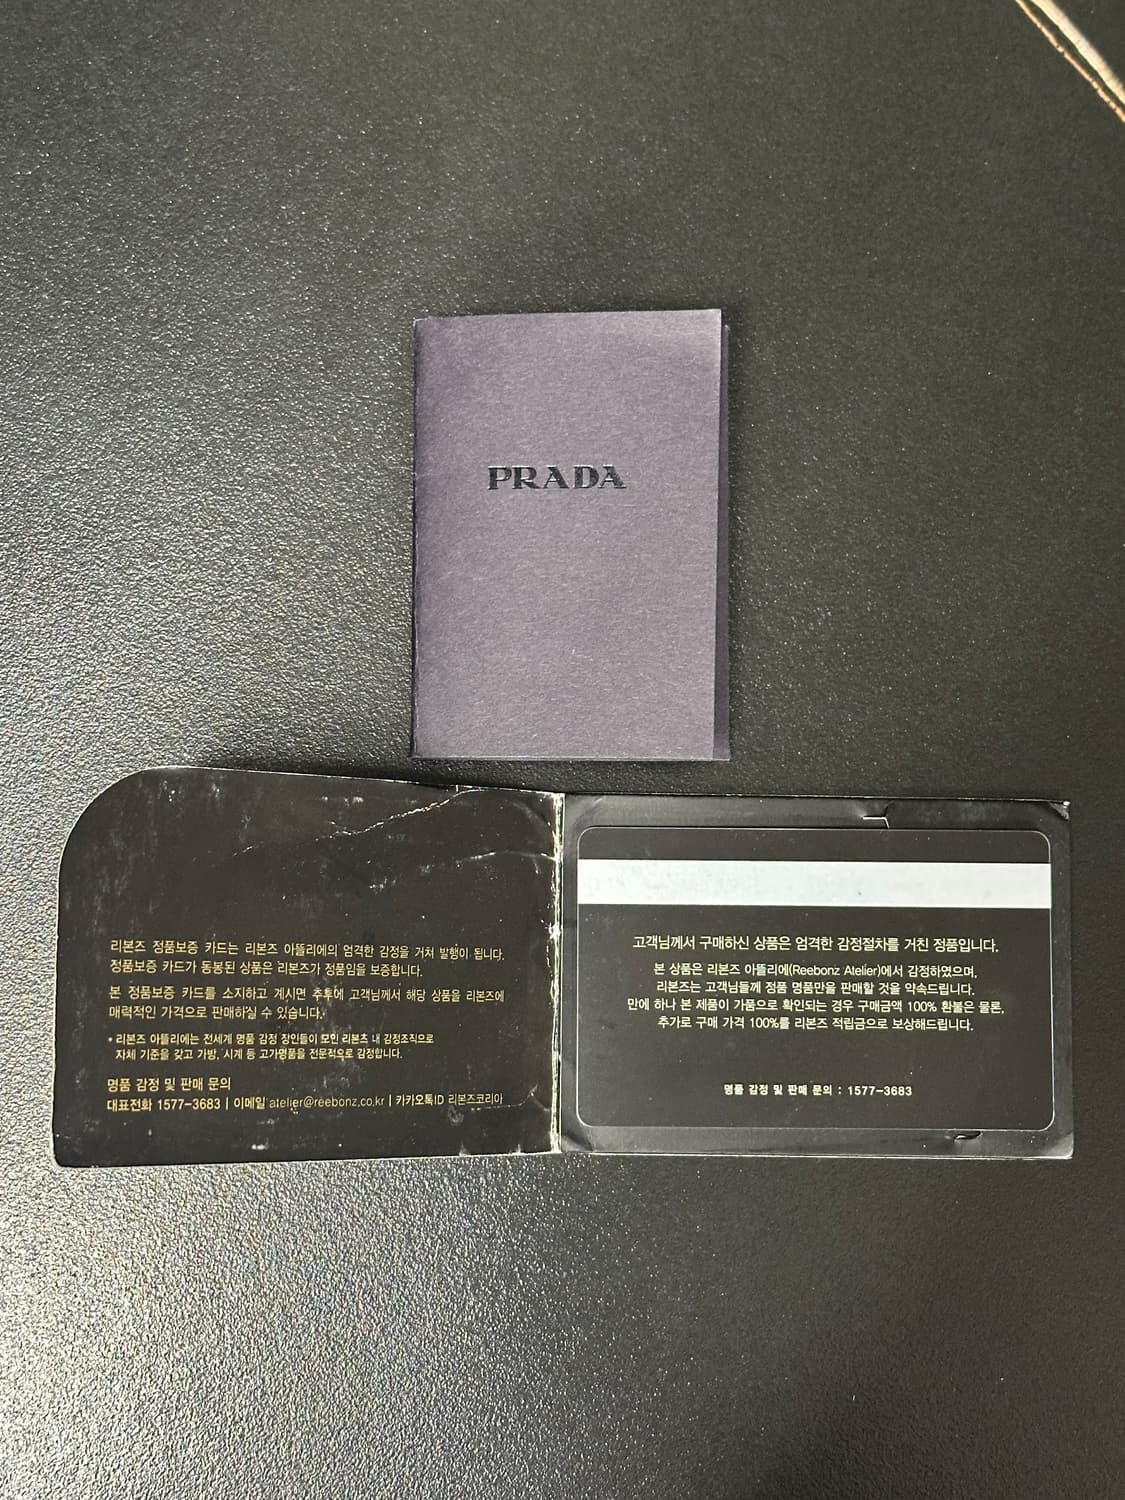 PRADA
리본즈 정품보증 카드는 리본즈 아뜰리에의 엄격한 감정을 거쳐 발행이 됩니다.
정품보증 카드가 동봉된 상품은 리본즈가 정품임을 보증합니다.
본 정품보증 카드를 소지하고 계시면 추후에 고객님께서 해당 상품을 리본즈에
매력적인 가격으로 판매하실 수 있습니다.
* 리본즈 아뜰리에는 전세계 명품 감정 장인들이 모인 리본즈 내 감정조직으로
자체 기준을 갖고 가방, 시계 등 고가명품을 전문적으로 감정합니다.
명품 감정 및 판매 문의
대표전화 1577-3683 | 이메일 atelier@reebonz.co.kr | 카카오톡ID 리본즈코리아
고객님께서 구매하신 상품은 엄격한 감정절차를 거친 정품입니다.
본 상품은 리본즈 아뜰리에(Reebonz Atelier)에서 감정하였으며,
리본즈는 고객님들께 정품 명품만을 판매할 것을 약속드립니다.
만에 하나 본 제품이 가품으로 확인되는 경우 구매금액 100% 환불은 물론,
추가로 구매 가격 100%를 리본즈 적립금으로 보상해드립니다.
명품 감정 및 판매 문의 : 1577-3683